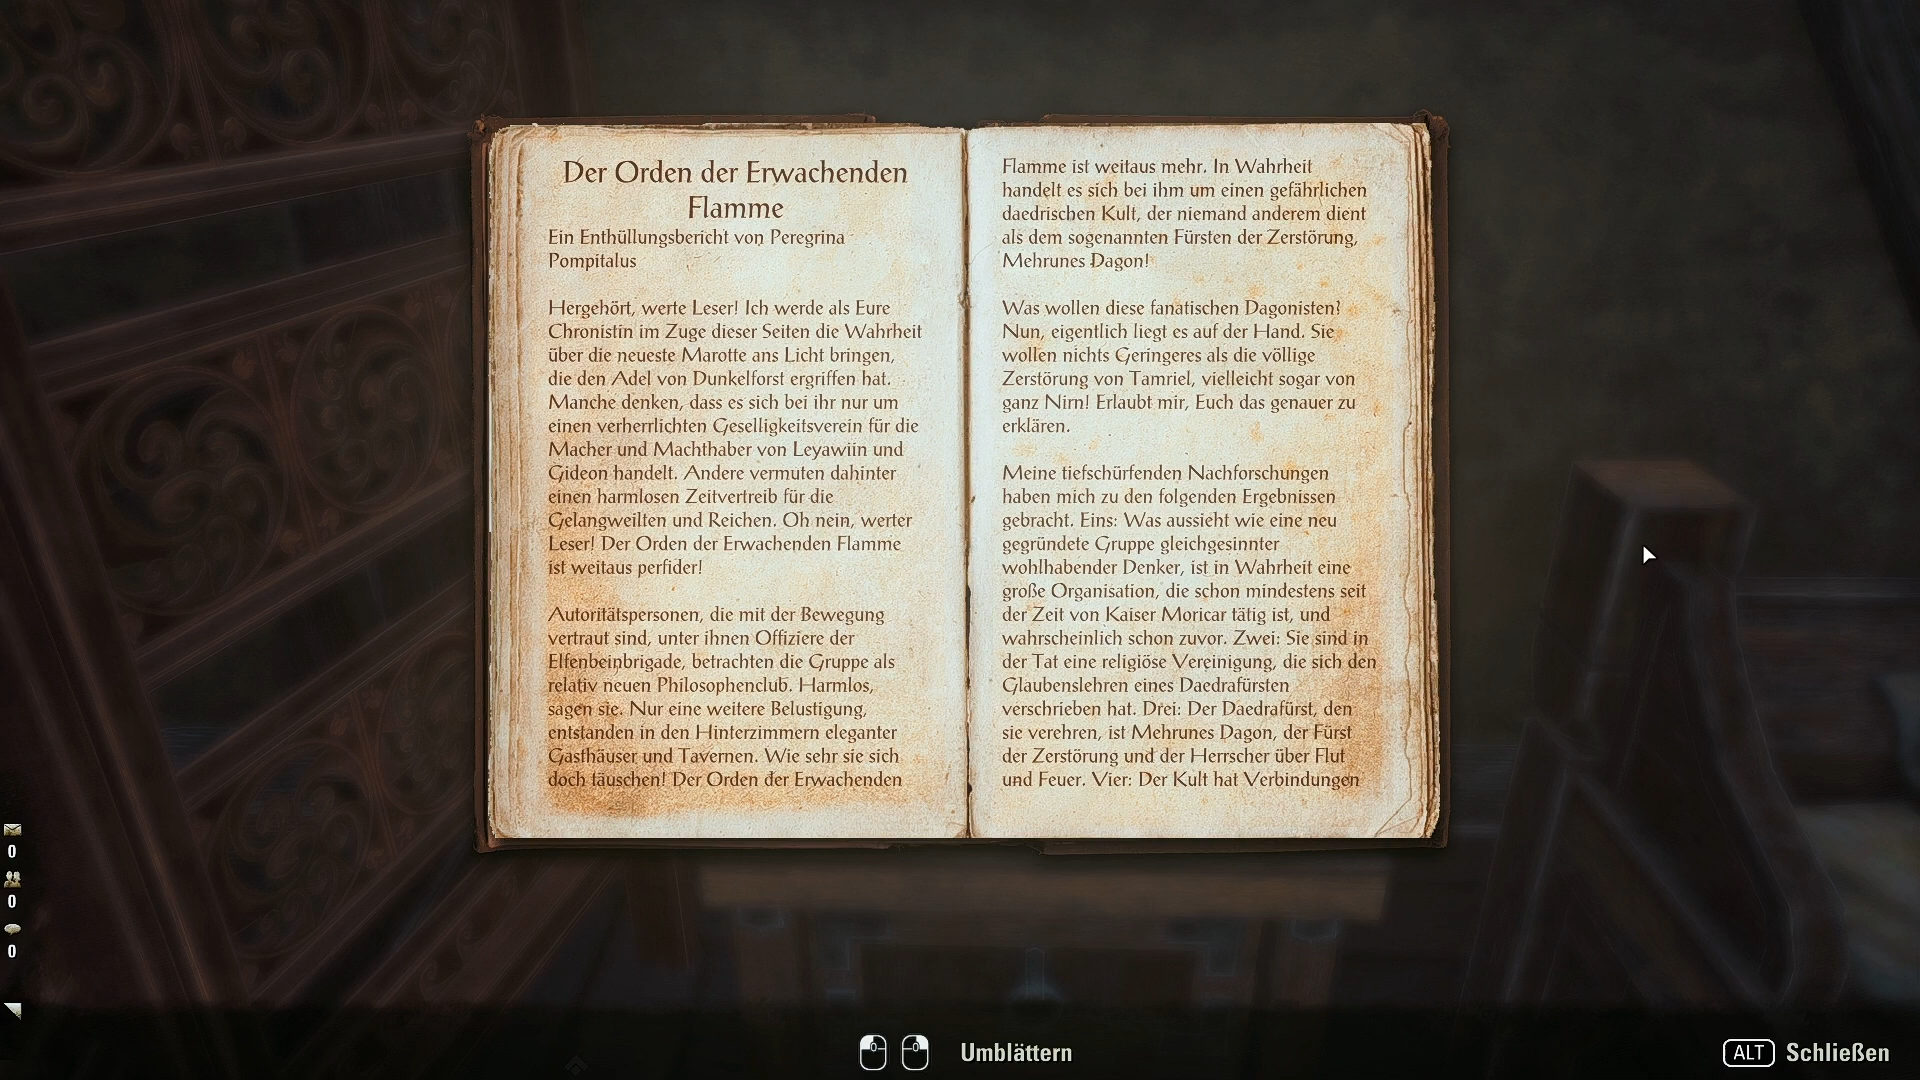 Der Orden der Erwachenden
Flamme
Ein Enthüllungsbericht von Peregrina
Pompitalus
Hergehört, werte Leser! Ich werde als Eure
Chronistin im Zuge dieser Seiten die Wahrheit
über die neueste Marotte ans Licht bringen,
die den Adel von Dunkelforst ergriffen hat.
Manche denken, dass es sich bei ihr nur um
einen verherrlichten Geselligkeitsverein für die
Macher und Machthaber von Leyawiin und
Gideon handelt. Andere vermuten dahinter
einen harmlosen Zeitvertreib für die
Gelangweilten und Reichen. Oh nein, werter
Leser! Der Orden der Erwachenden Flamme
ist weitaus perfider!
Autoritätspersonen, die mit der Bewegung
vertraut sind, unter ihnen Offiziere der
Elfenbeinbrigade, betrachten die Gruppe als
relativ neuen Philosophenclub. Harmlos,
sagen sie. Nur eine weitere Belustigung,
entstanden in den Hinterzimmern eleganter
Gasthäuser und Tavernen. Wie sehr sie sich
doch täuschen! Der Orden der Erwachenden
Flamme ist weitaus mehr. In Wahrheit
handelt es sich bei ihm um einen gefährlichen
daedrischen Kult, der niemand anderem dient
als dem sogenannten Fürsten der Zerstörung,
Mehrunes Dagon!
Was wollen diese fanatischen Dagonisten?
Nun, eigentlich liegt es auf der Hand. Sie
wollen nichts Geringeres als die völlige
Zerstörung von Tamriel, vielleicht sogar von
ganz Nirn! Erlaubt mir, Euch das genauer zu
erklären.
Meine tiefschürfenden Nachforschungen
haben mich zu den folgenden Ergebnissen
gebracht. Eins: Was aussieht wie eine neu
gegründete Gruppe gleichgesinnter
wohlhabender Denker, ist in Wahrheit eine
große Organisation, die schon mindestens seit
der Zeit von Kaiser Moricar tätig ist, und
wahrscheinlich schon zuvor. Zwei: Sie sind in
der Tat eine religiöse Vereinigung, die sich den
Glaubenslehren eines Daedrafürsten
verschrieben hat. Drei: Der Daedrafürst, den
sie verehren, ist Mehrunes Dagon, der Fürst
der Zerstörung und der Herrscher über Flut
und Feuer. Vier: Der Kult hat Verbindungen
0
0
0
Umblättern
ALT Schließen